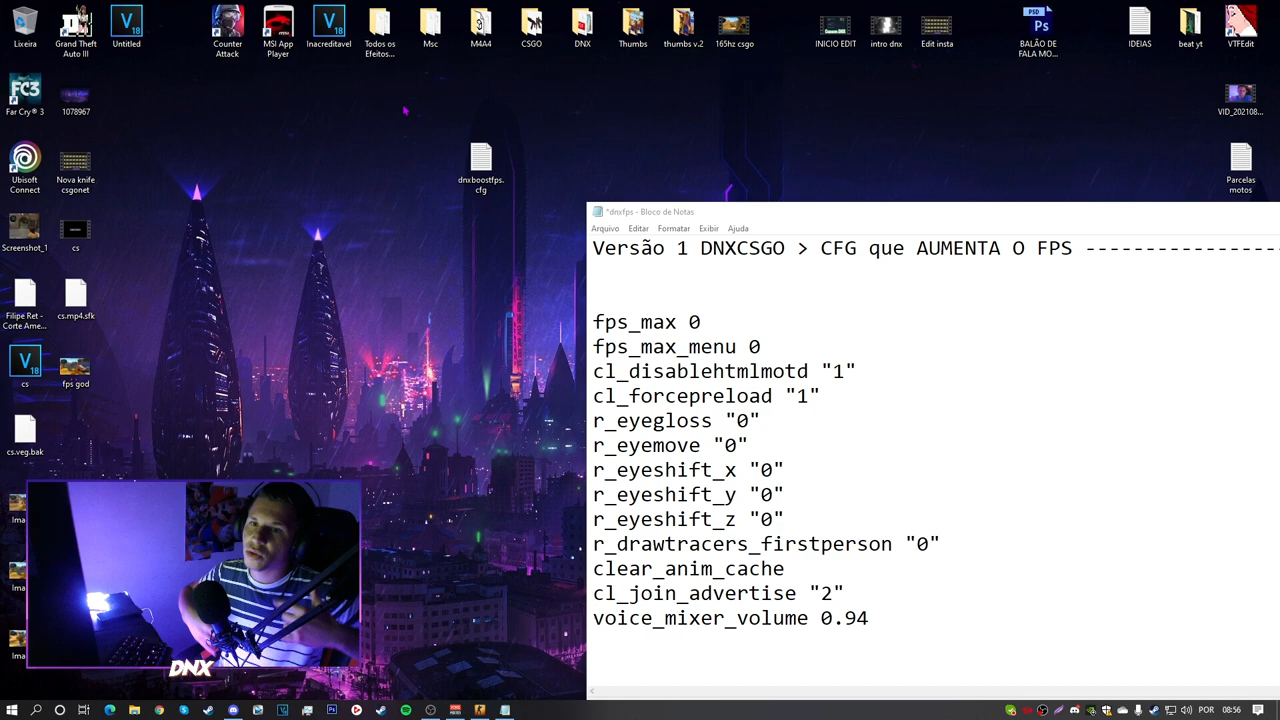 Lixeira
Grand Theft Auto III
Untitled
Counter Attack
MSI App Player
Inacreditavel
Todos os Efeitos...
Msc
M4A4
CSGO
DNX
Thumbs
thumbs v.2
165hz csgo
INICIO EDIT
intro dnx
Edit insta
BALÃO DE FALA MO...
IDEIAS
beat yt
VTFEdit
Far Cry® 3
1078967
VID_202108...
Ubisoft Connect
Nova knife csgonet
dnxboostfps.cfg
Parcelas motos
Screenshot_1
cs
Filipe Ret - Corte Ame...
cs.mp4.sfk
cs
fps god
cs.veg.bak
Ima
Ima
Ima
DNX
*dnxfps - Bloco de Notas
Arquivo Editar Formatar Exibir Ajuda
Versão 1 DNXCSGO > CFG que AUMENTA O FPS -----------------
fps_max 0
fps_max_menu 0
cl_disablehtmlmotd "1"
cl_forcepreload "1"
r_eyegloss "0"
r_eyemove "0"
r_eyeshift_x "0"
r_eyeshift_y "0"
r_eyeshift_z "0"
r_drawtracers_firstperson "0"
clear_anim_cache
cl_join_advertise "2"
voice_mixer_volume 0.94
POR 08:56